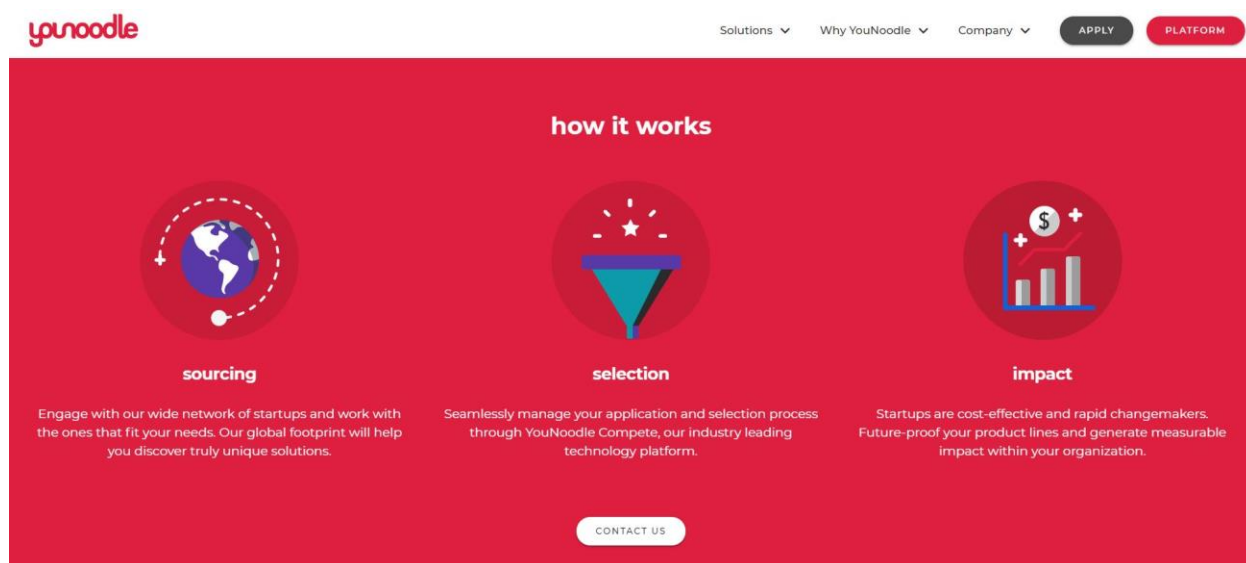 younoodle
Solutions
Why YouNoodle
Company
APPLY
PLATFORM
how it works
$
sourcing
Engage with our wide network of startups and work with
the ones that fit your needs. Our global footprint will help
you discover truly unique solutions.
selection
Seamlessly manage your application and selection process
through YouNoodle Compete, our industry leading
technology platform.
impact
Startups are cost-effective and rapid changemakers.
Future-proof your product lines and generate measurable
impact within your organization.
CONTACT US